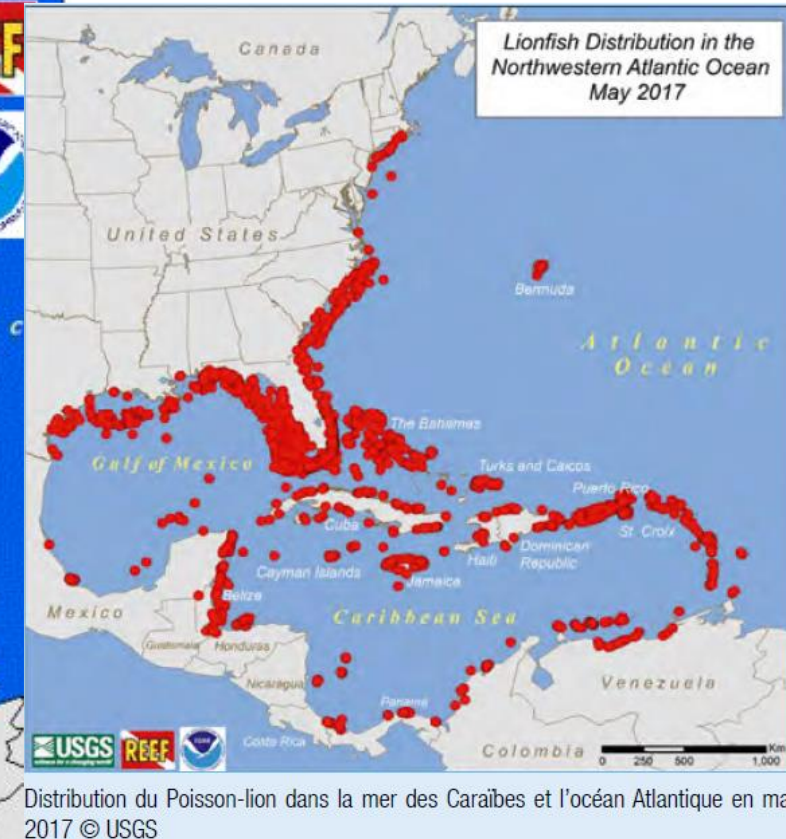 Canada
Lionfish Distribution in the
Northwestern Atlantic Ocean
May 2017
United States
Bermuda
Atlantic
Ocean
The Bahamas
Gulf of Mexico
Turks and Caicos
Puerto Rico
Cuba
St. Croix
Haiti
Dominican
Republic
Cayman Islands
Jamaica
Belize
Mexico
Caribbean Sea
Guatemala
Honduras
Nicaragua
Venezuela
Panama
Costa Rica
Colombia
USGS
REEF
Km
0 250 500 1,000
Distribution du Poisson-lion dans la mer des Caraïbes et l'océan Atlantique en ma
2017 © USGS